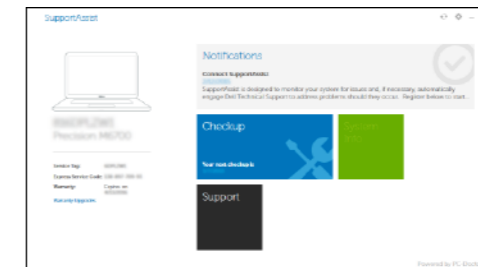 SupportAssist
Notifications
Connect SupportAssist
SupportAssist is designed to monitor your system for issues and, if necessary, automatically
engage Dell Technical Support to address problems should they occur. Register below to start.
Precision M6700
Checkup
Your next checkup is
Service Tag:
Express Service Code:
Warranty:
Expires on
Warranty Upgrades
Support
Powered by PC